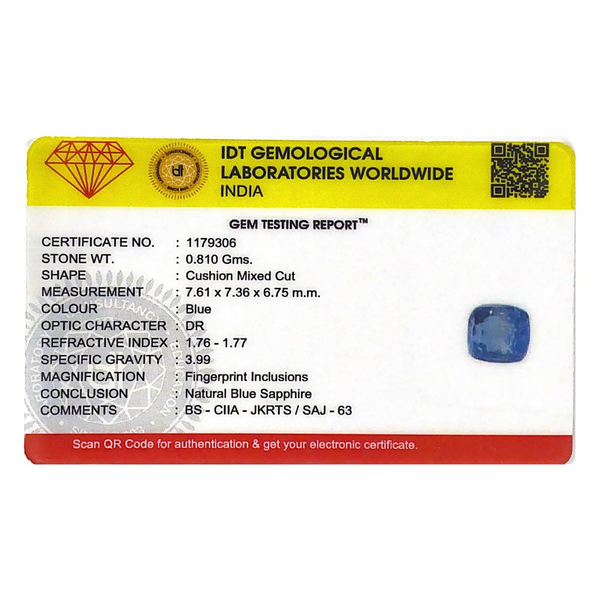 IDT GEMOLOGICAL
LABORATORIES WORLDWIDE
INDIA
GEM TESTING REPORT™
CERTIFICATE NO. : 1179306
STONE WT. : 0.810 Gms.
SHAPE : Cushion Mixed Cut
MEASUREMENT : 7.61 x 7.36 x 6.75 m.m.
COLOUR : Blue
OPTIC CHARACTER : DR
REFRACTIVE INDEX : 1.76 - 1.77
SPECIFIC GRAVITY : 3.99
MAGNIFICATION : Fingerprint Inclusions
CONCLUSION : Natural Blue Sapphire
COMMENTS : BS - CIIA - JKRTS / SAJ - 63
Scan QR Code for authentication & get your electronic certificate.